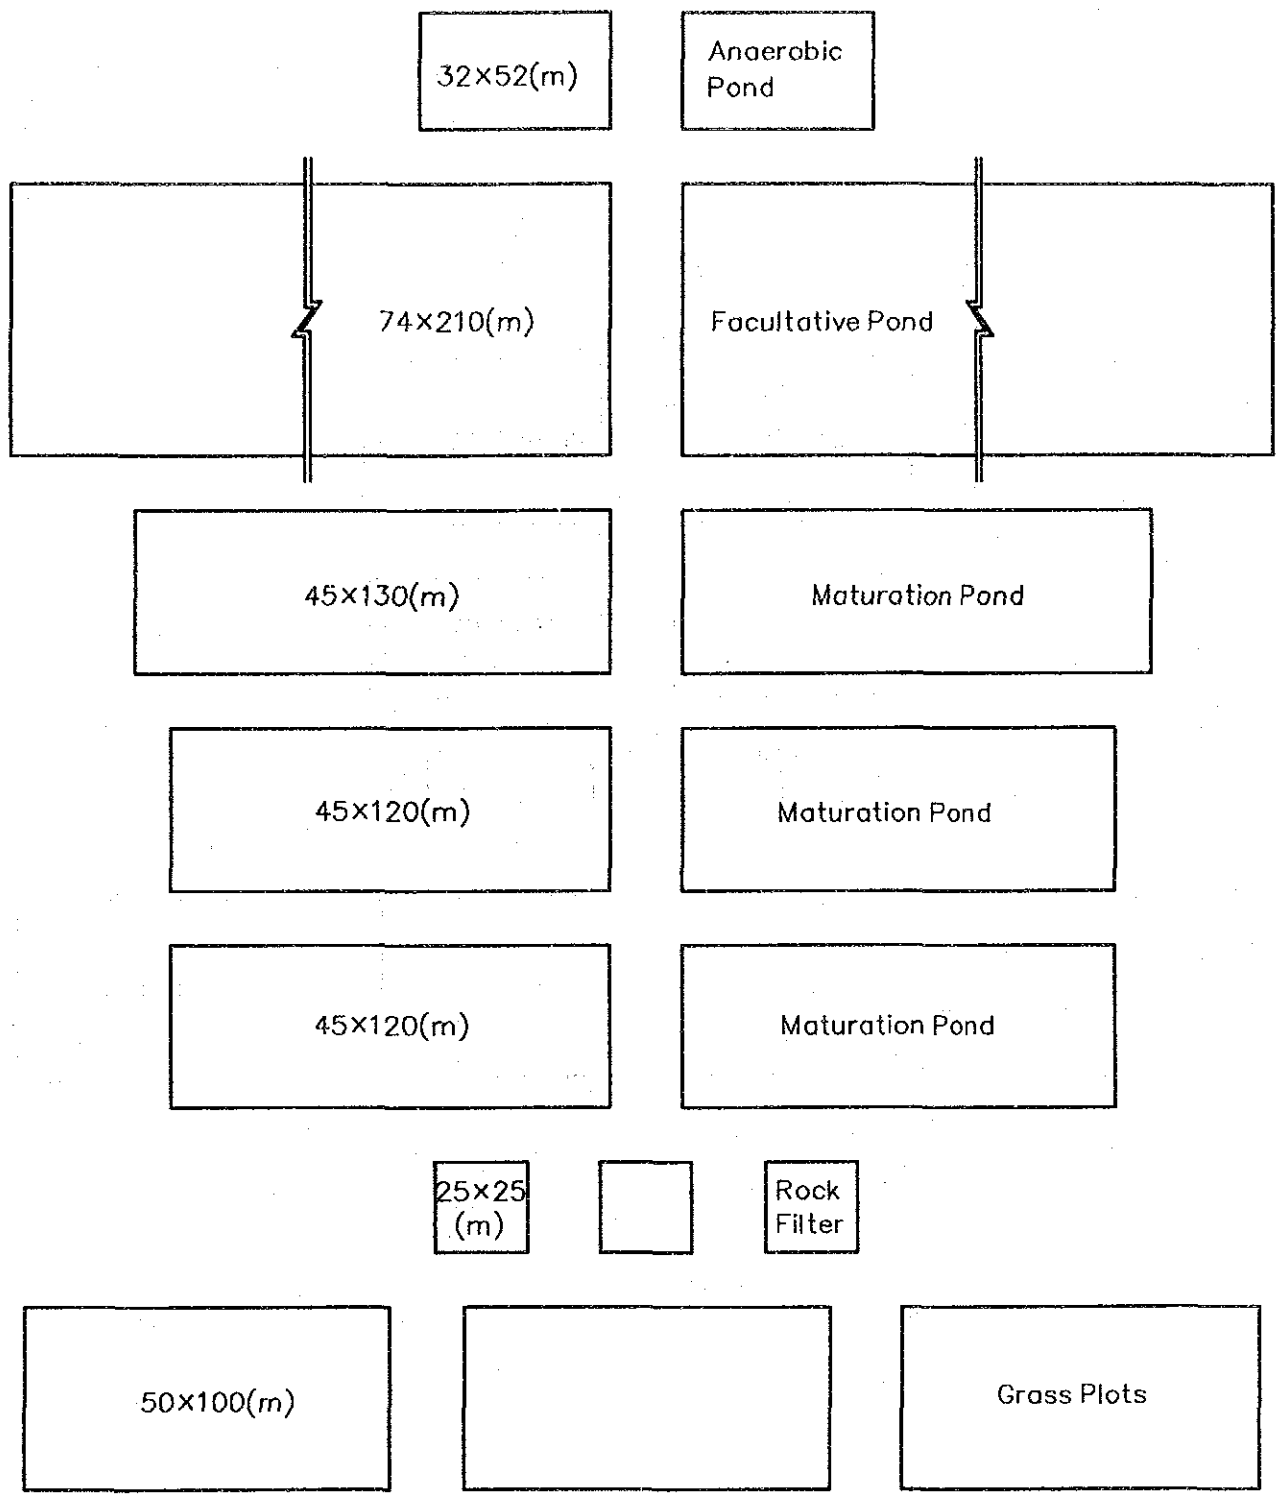 32×52(m)
Anaerobic
Pond
74×210(m)
Facultative Pond
45×130(m)
Maturation Pond
45×120(m)
Maturation Pond
45×120(m)
Maturation Pond
25×25
(m)
Rock
Filter
50×100(m)
Grass Plots